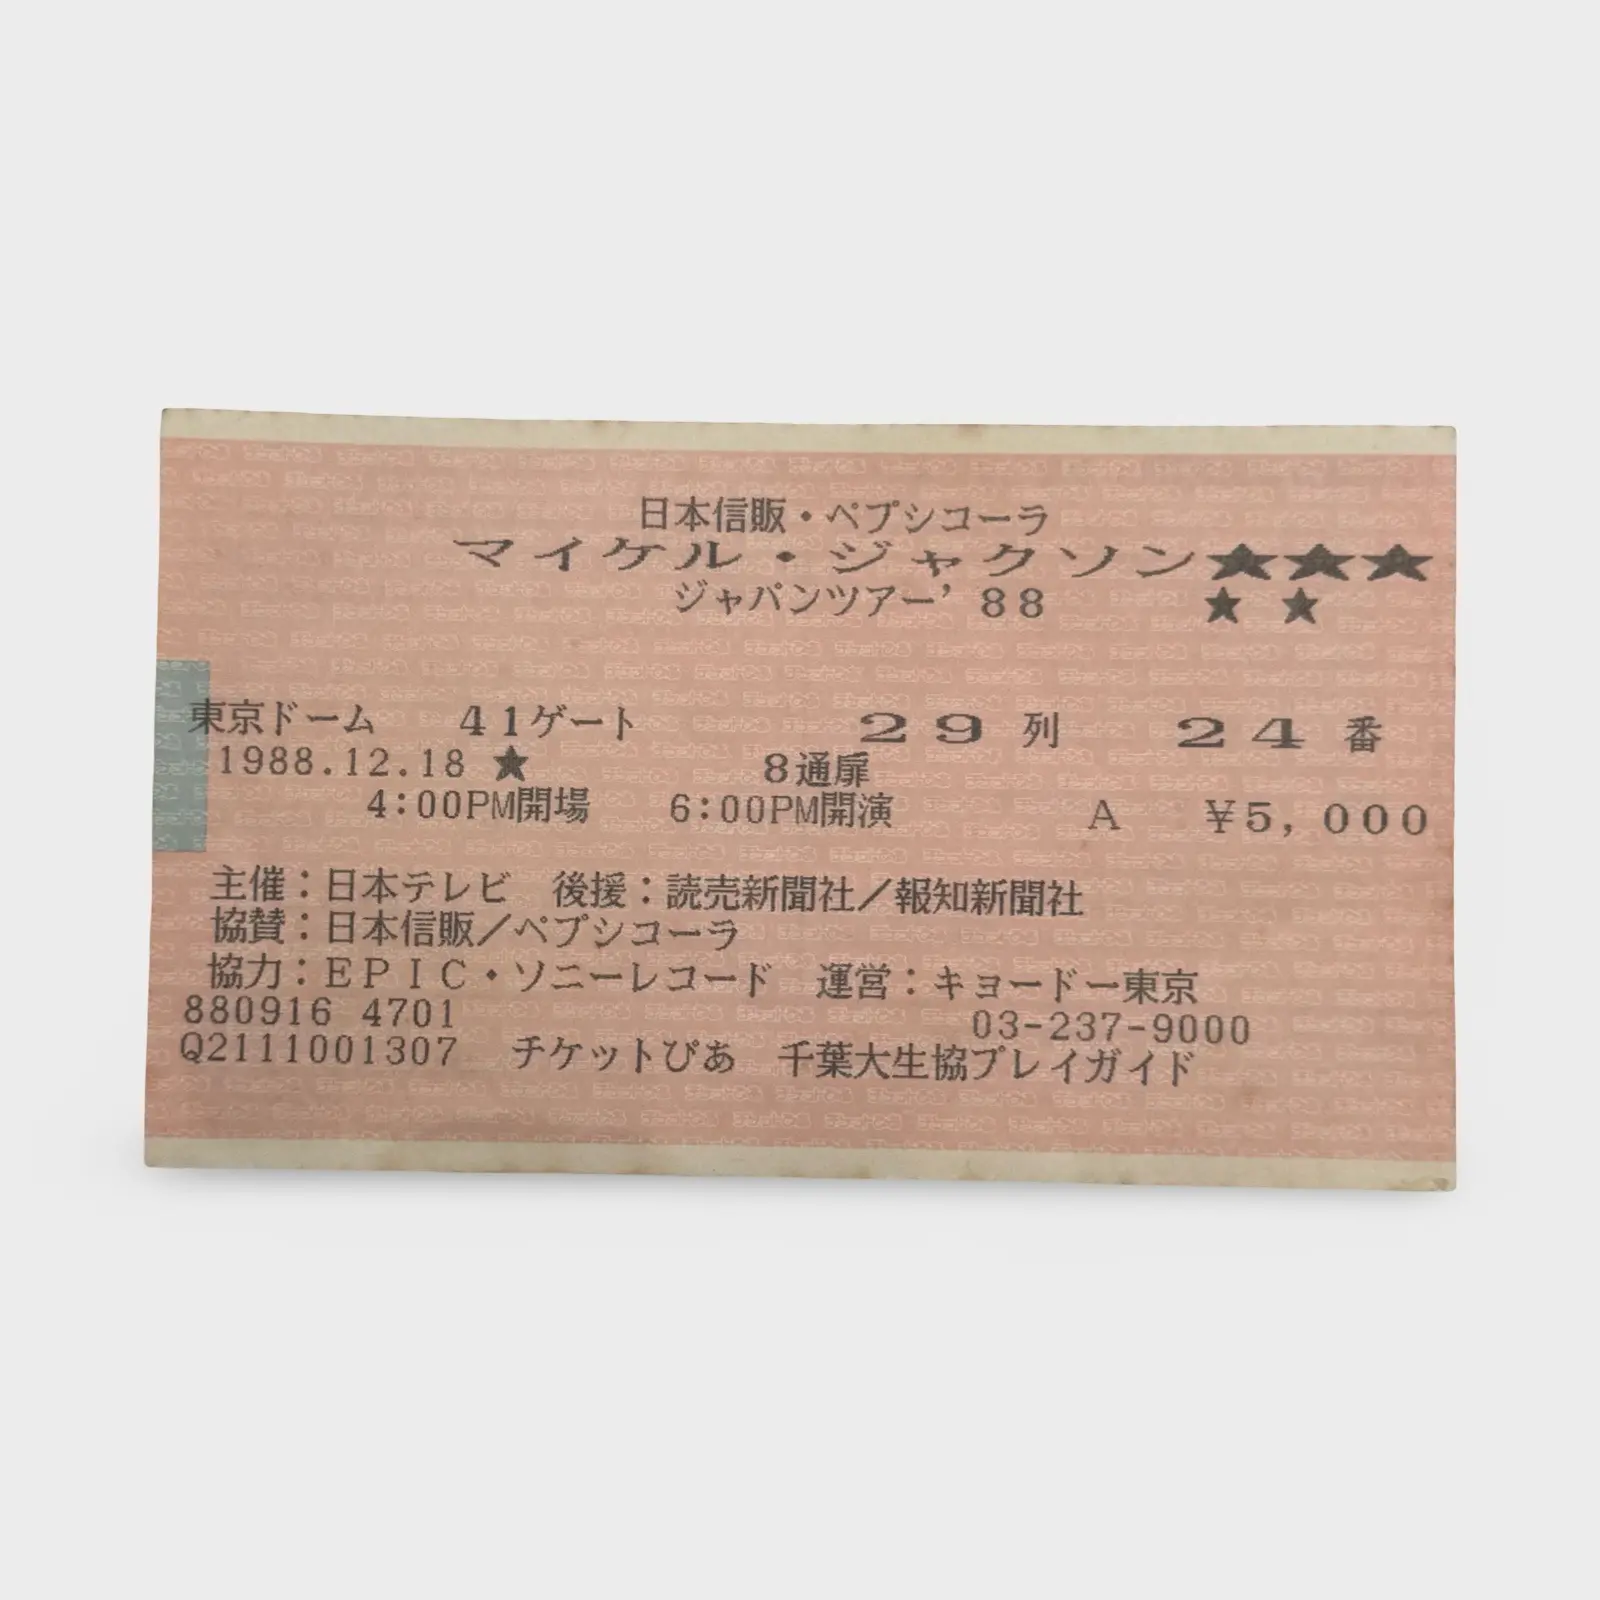 日本信販・ペプシコーラ
マイケル・ジャクソン★★★
ジャパンツアー’88 ★ ★
東京ドーム 41ゲート 29列 24番
1988.12.18 ★ 8通扉
4:00PM開場 6:00PM開演 A ¥5,000
主催：日本テレビ 後援：読売新聞社／報知新聞社
協賛：日本信販／ペプシコーラ
協力：EPIC・ソニーレコード 運営：キョードー東京
880916 4701 03-237-9000
Q2111001307 チケットぴあ 千葉大生協プレイガイド